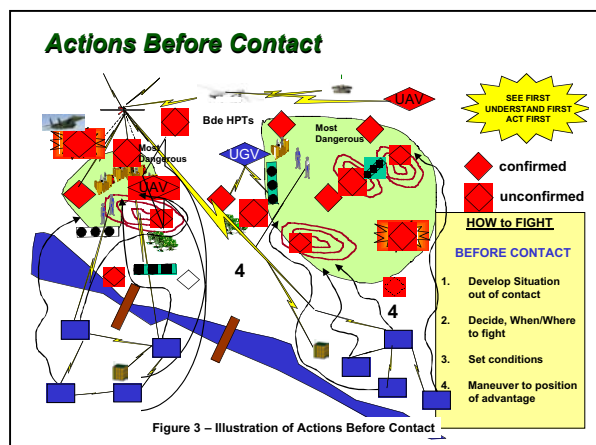 Actions Before Contact
UAV
SEE FIRST
UNDERSTAND FIRST
ACT FIRST
Bde HPTs
Most
Dangerous
Most
Dangerous
UGV
UAV
confirmed
unconfirmed
HOW to FIGHT
BEFORE CONTACT
1. Develop Situation
out of contact
2. Decide, When/Where
to fight
3. Set conditions
4. Maneuver to position
of advantage
4
4
Figure 3 – Illustration of Actions Before Contact